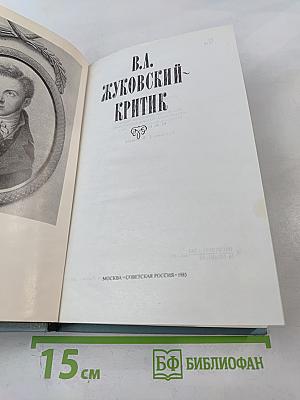 В.А.
ЖУКОВСКИЙ~
КРИТИК
МОСКВА «СОВЕТСКАЯ РОССИЯ» 1985
15 см
БФ БИБЛИОФАН